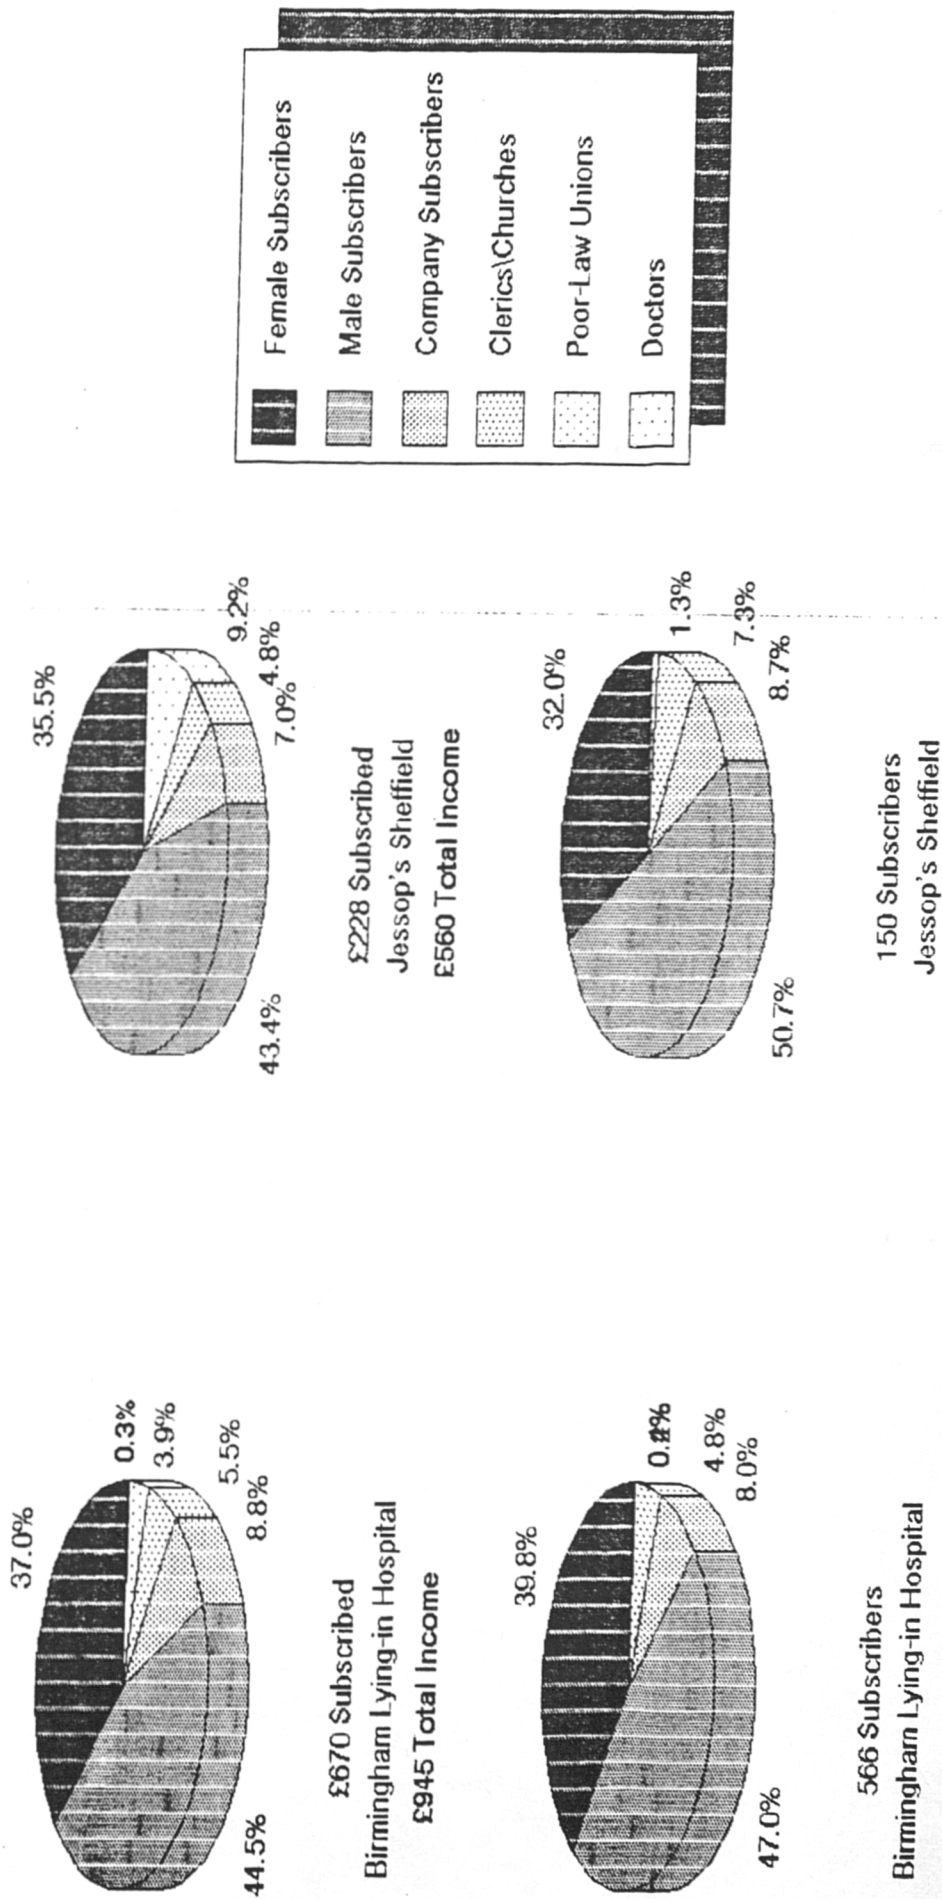 37.0%
0.3%
3.9%
5.5%
8.8%
44.5%
£670 Subscribed
Birmingham Lying-in Hospital
£945 Total Income
35.5%
9.2%
4.8%
7.0%
43.4%
£228 Subscribed
Jessop's Sheffield
£560 Total Income
39.8%
4.8%
8.0%
47.0%
566 Subscribers
Birmingham Lying-in Hospital
32.0%
1.3%
7.3%
8.7%
50.7%
150 Subscribers
Jesssop's Sheffield
Female Subscribers
Male Subscribers
Company Subscribers
Clerics\Churches
Poor-Law Unions
Doctors